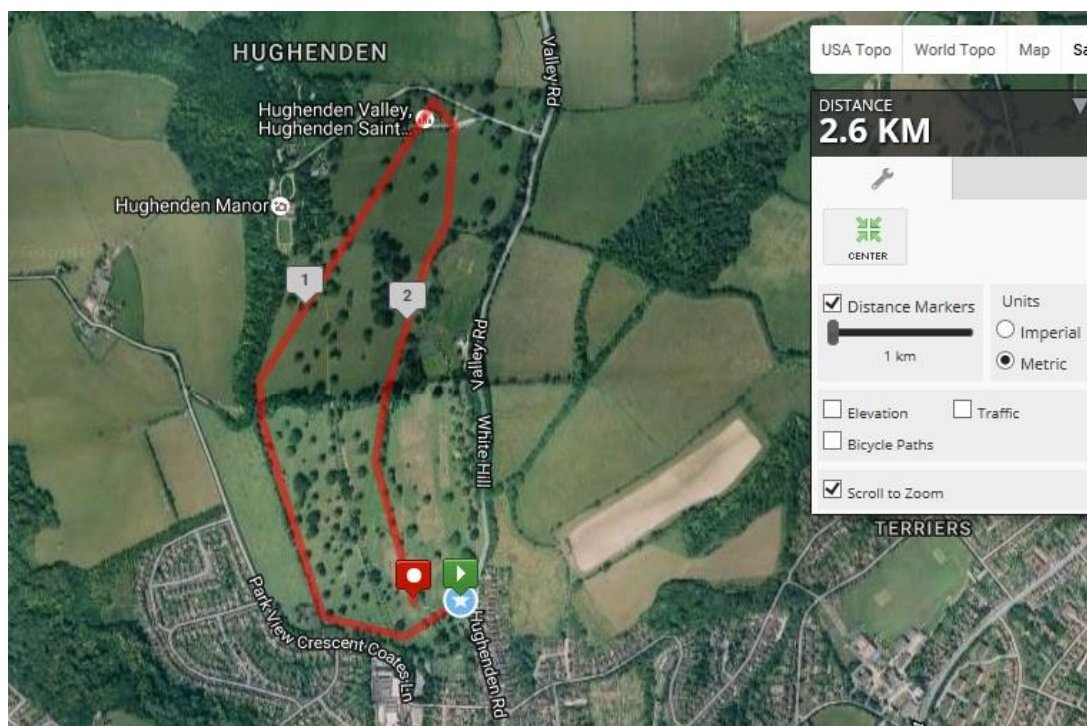 HUGHENDEN
Hughenden Valley,
Hughenden Saint...
Hughenden Manor
Valley Rd
1
2
Valley Rd
White Hill
Park View Crescent
Coates Ln
Hughenden Rd
TERRIERS
USA Topo World Topo Map Sa
DISTANCE
2.6 KM
CENTER
Distance Markers
1 km
Units
Imperial
Metric
Elevation Traffic
Bicycle Paths
Scroll to Zoom